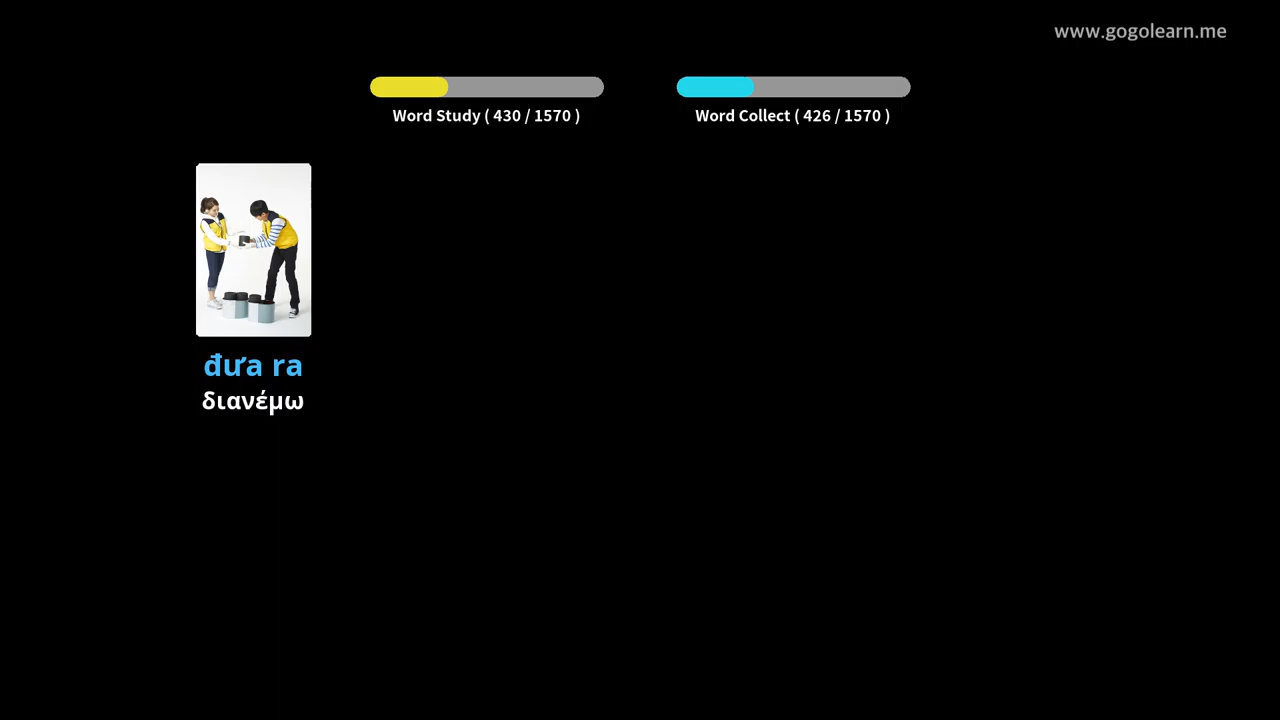 www.gogolearn.me
Word Study ( 430 / 1570 )
Word Collect ( 426 / 1570 )
đưa ra
διανέμω